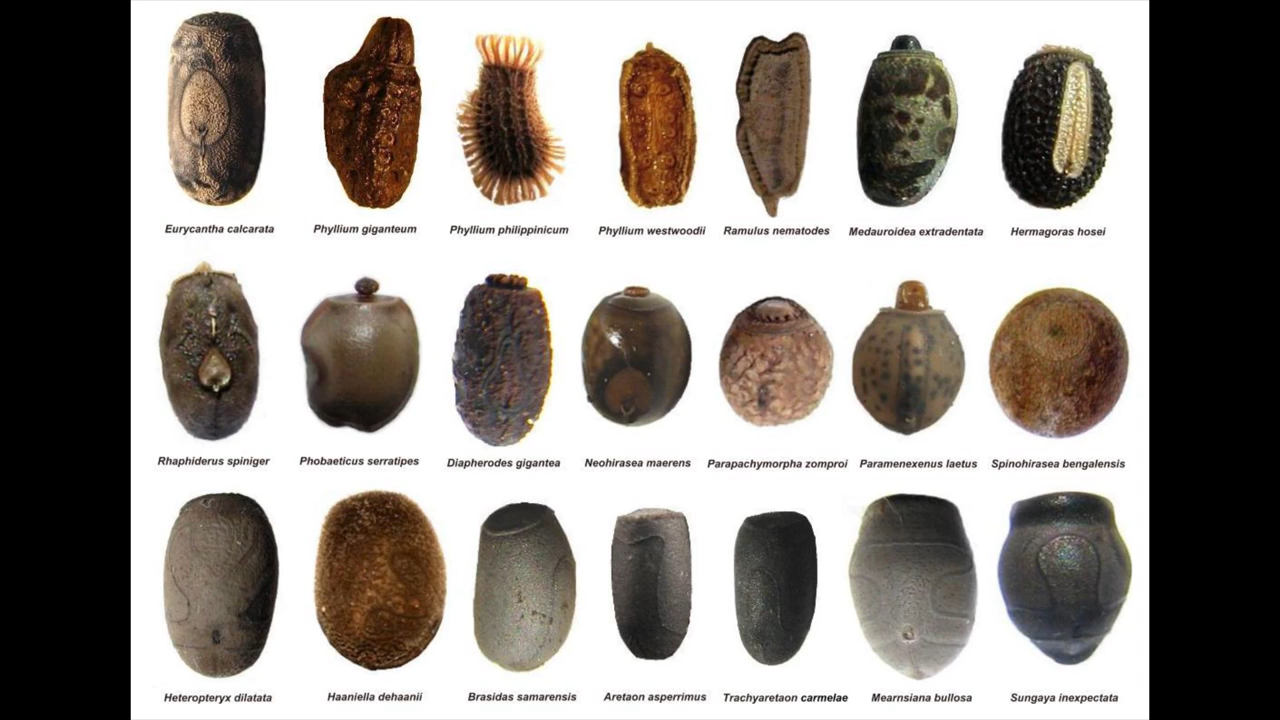 Eurycantha calcarata
Phyllium giganteum
Phyllium philippinicum
Phyllium westwoodii
Ramulus nematodes
Medauroidea extradentata
Hermagoras hosei
Rhaphiderus spiniger
Phobaeticus serratipes
Diapherodes gigantea
Neohirasea maerens
Parapachymorpha zomproi
Paramenexenus laetus
Spinohirasea bengalensis
Heteropteryx dilatata
Haaniella dehaanii
Brasidas samarensis
Aretaon asperrimus
Trachyaretaon carmelae
Mearnsiana bullosa
Sungaya inexpectata